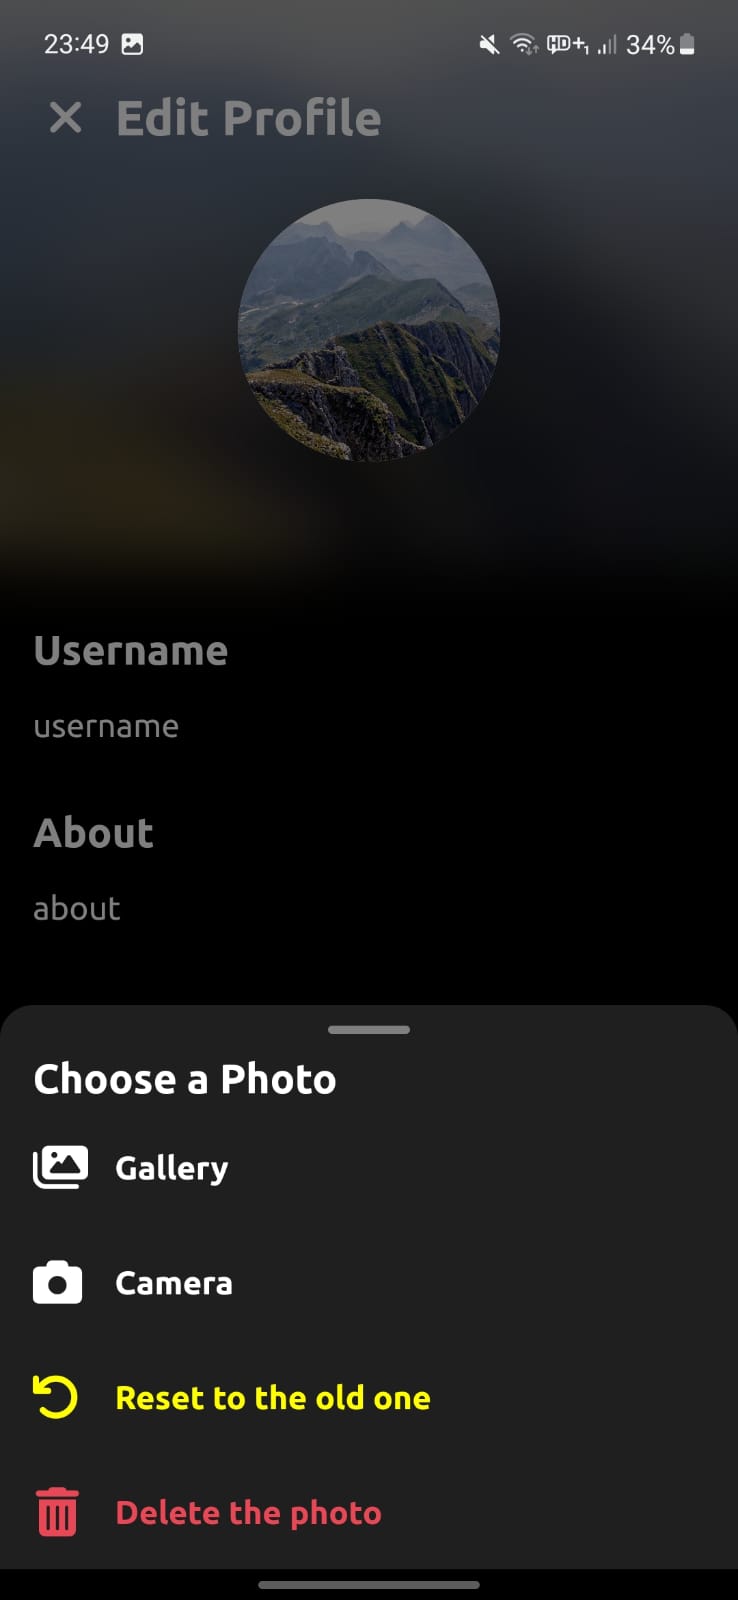 23:49 34%
Edit Profile
Username
username
About
about
Choose a Photo
Gallery
Camera
Reset to the old one
Delete the photo